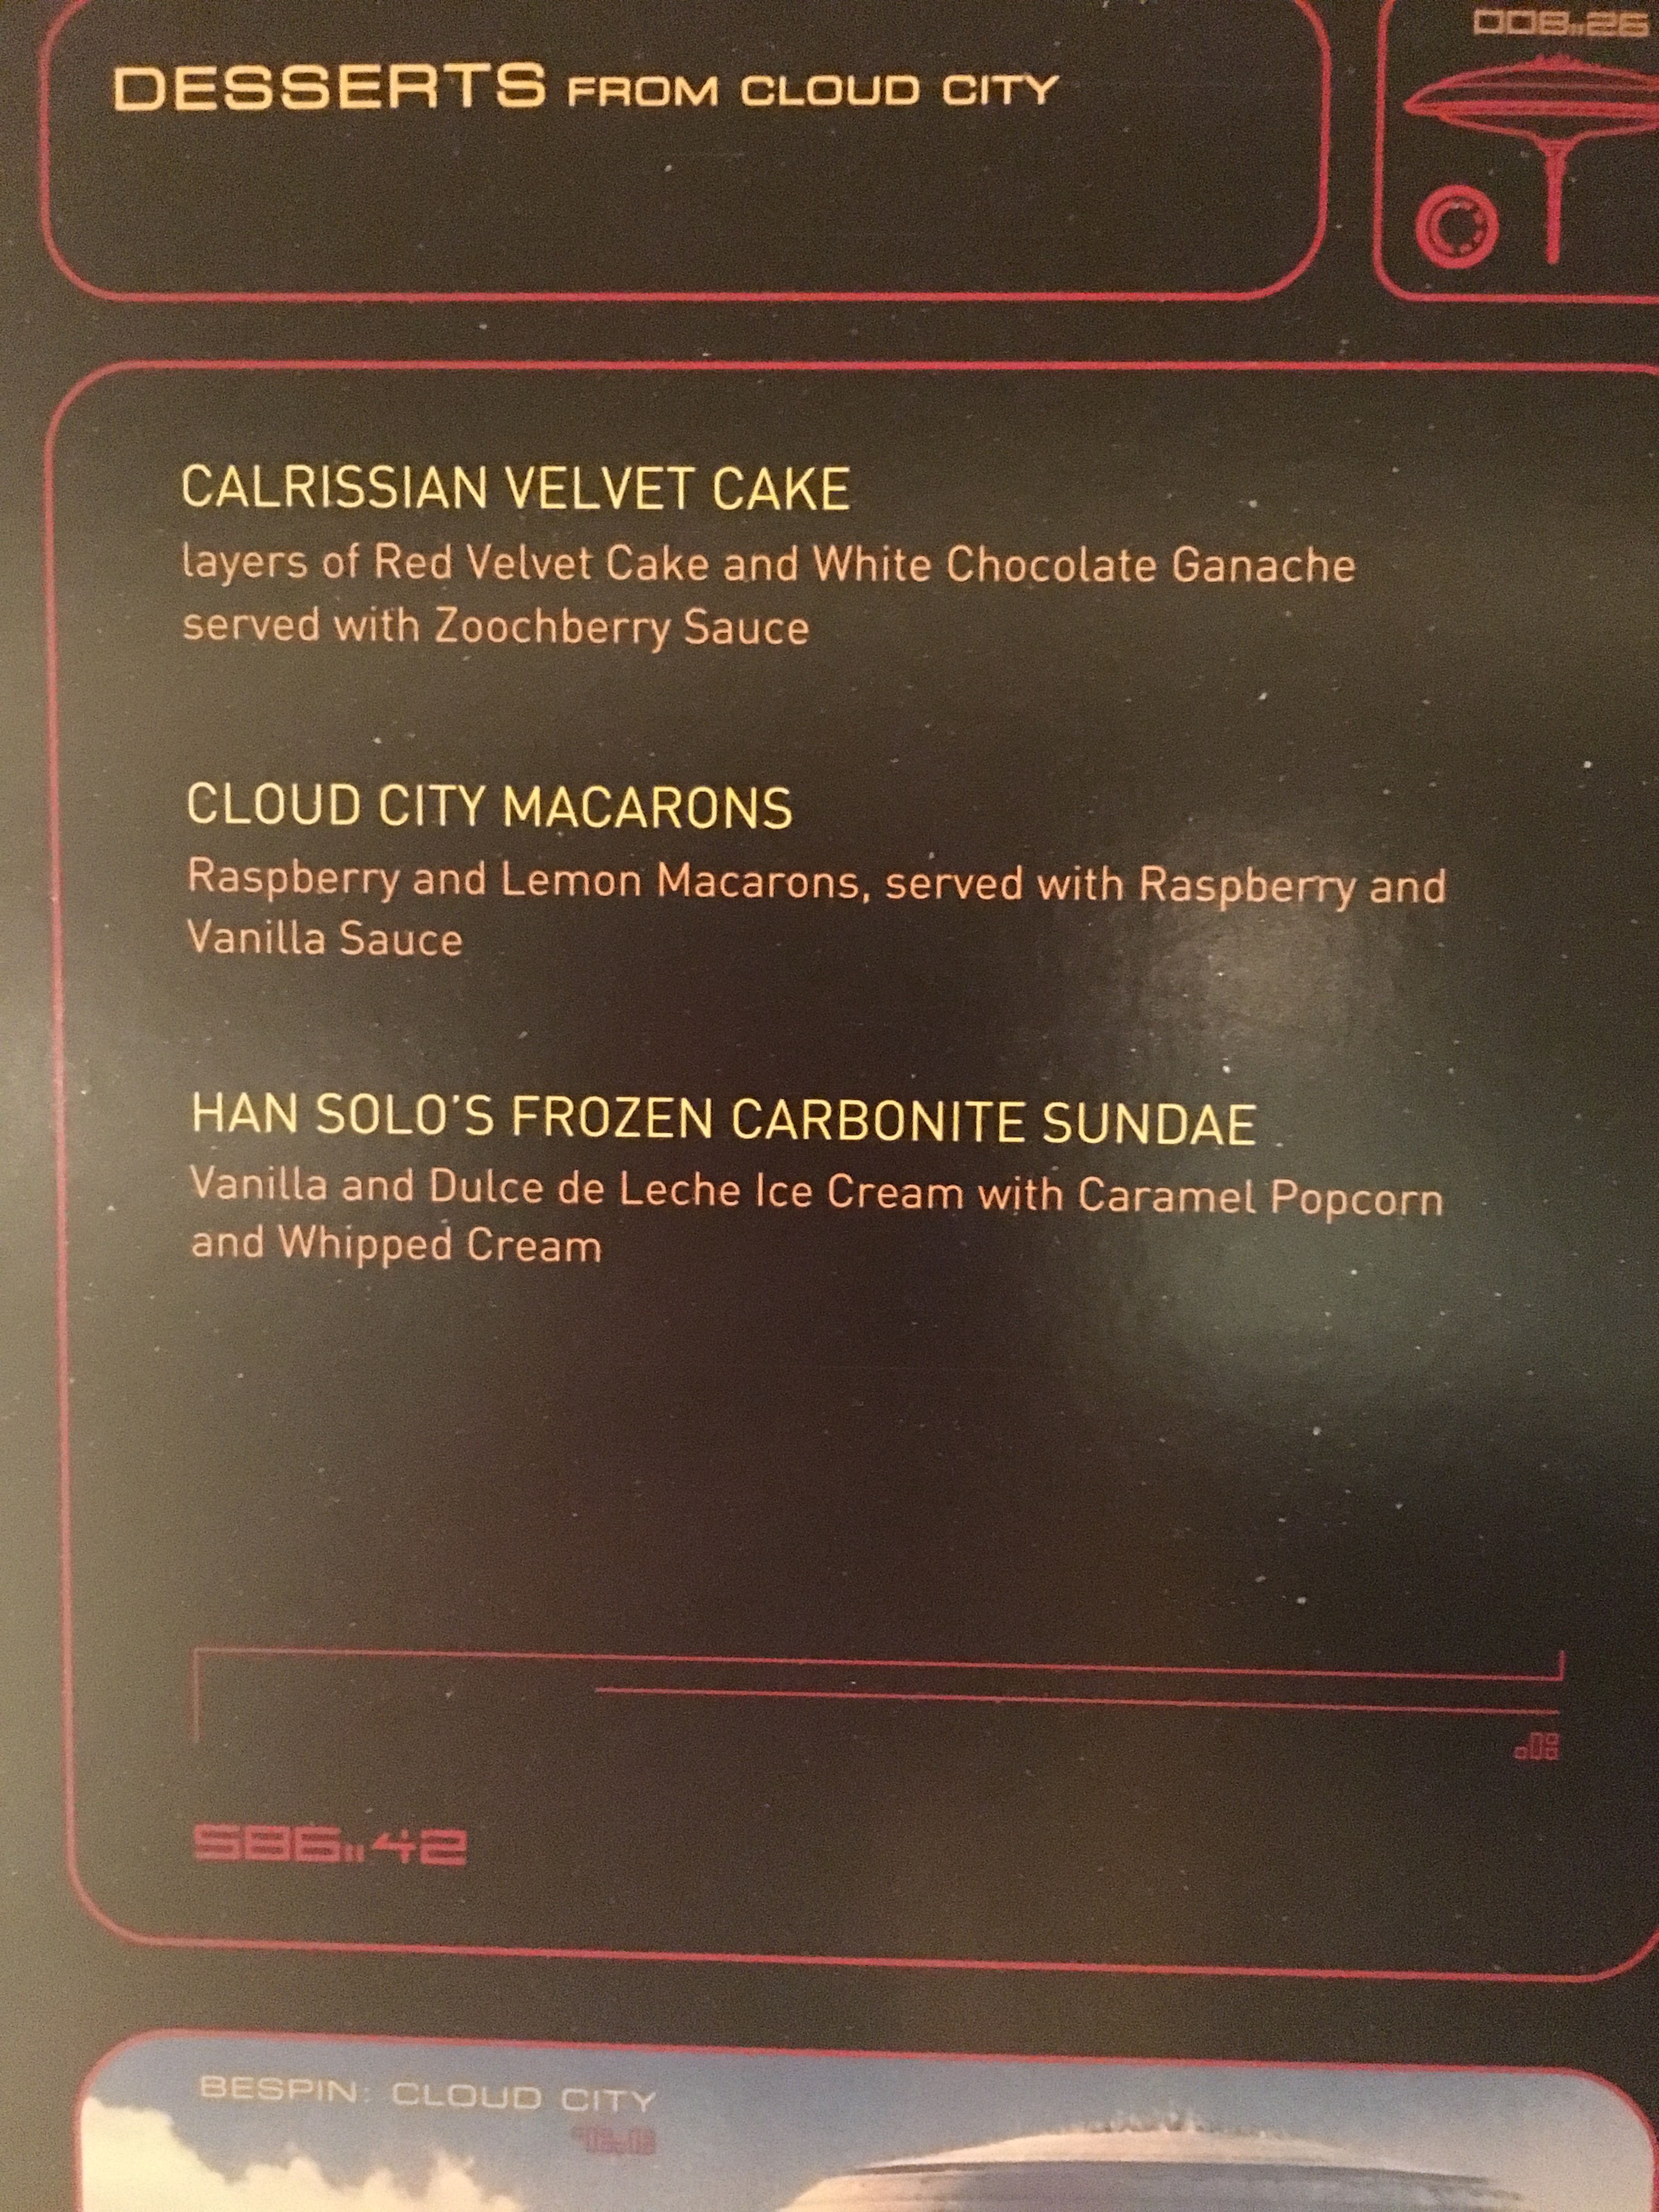 008..26
DESSERTS FROM CLOUD CITY
CALRISSIAN VELVET CAKE
layers of Red Velvet Cake and White Chocolate Ganache
served with Zoochberry Sauce
CLOUD CITY MACARONS
Raspberry and Lemon Macarons, served with Raspberry and
Vanilla Sauce
HAN SOLO'S FROZEN CARBONITE SUNDAE
Vanilla and Dulce de Leche Ice Cream with Caramel Popcorn
and Whipped Cream
586..42
BESPIN: CLOUD CITY